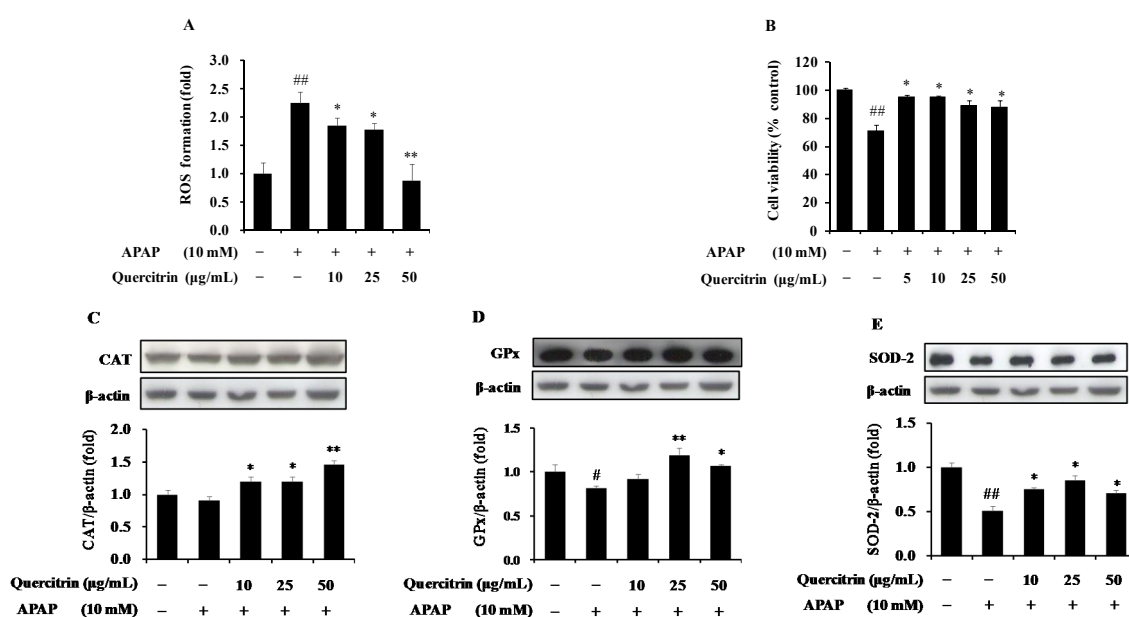 A
ROS formation (fold)
3.0
2.5
2.0
1.5
1.0
0.5
0.0
##
*
*
**
APAP (10 mM) − + + + +
Quercitrin (μg/mL) − − 10 25 50
B
Cell viability (% control)
120
100
80
60
40
20
0
##
*
*
*
*
APAP (10 mM) − + + + + +
Quercitrin (μg/mL) − − 5 10 25 50
C
CAT
β-actin
CAT/β-actin (fold)
2.0
1.5
1.0
0.5
0.0
*
*
**
Quercitrin (μg/mL) − − 10 25 50
APAP (10 mM) − + + + +
D
GPx
β-actin
GPx/β-actin (fold)
1.5
1.0
0.5
0.0
#
**
*
Quercitrin (μg/mL) − − 10 25 50
APAP (10 mM) − + + + +
E
SOD-2
β-actin
SOD-2/β-actin (fold)
1.5
1.0
0.5
0.0
##
*
*
*
Quercitrin (μg/mL) − − 10 25 50
APAP (10 mM) − + + + +